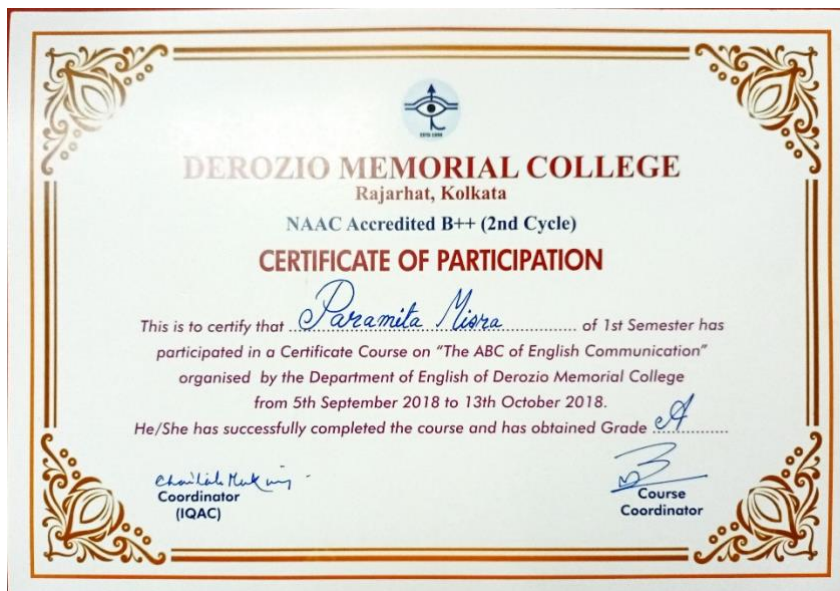 ESTD 1996
DEROZIO MEMORIAL COLLEGE
Rajarhat, Kolkata
NAAC Accredited B++ (2nd Cycle)
CERTIFICATE OF PARTICIPATION
This is to certify that Paramita Misra of 1st Semester has
participated in a Certificate Course on “The ABC of English Communication”
organised by the Department of English of Derozio Memorial College
from 5th September 2018 to 13th October 2018.
He/She has successfully completed the course and has obtained Grade A
Coordinator
(IQAC)
Course
Coordinator